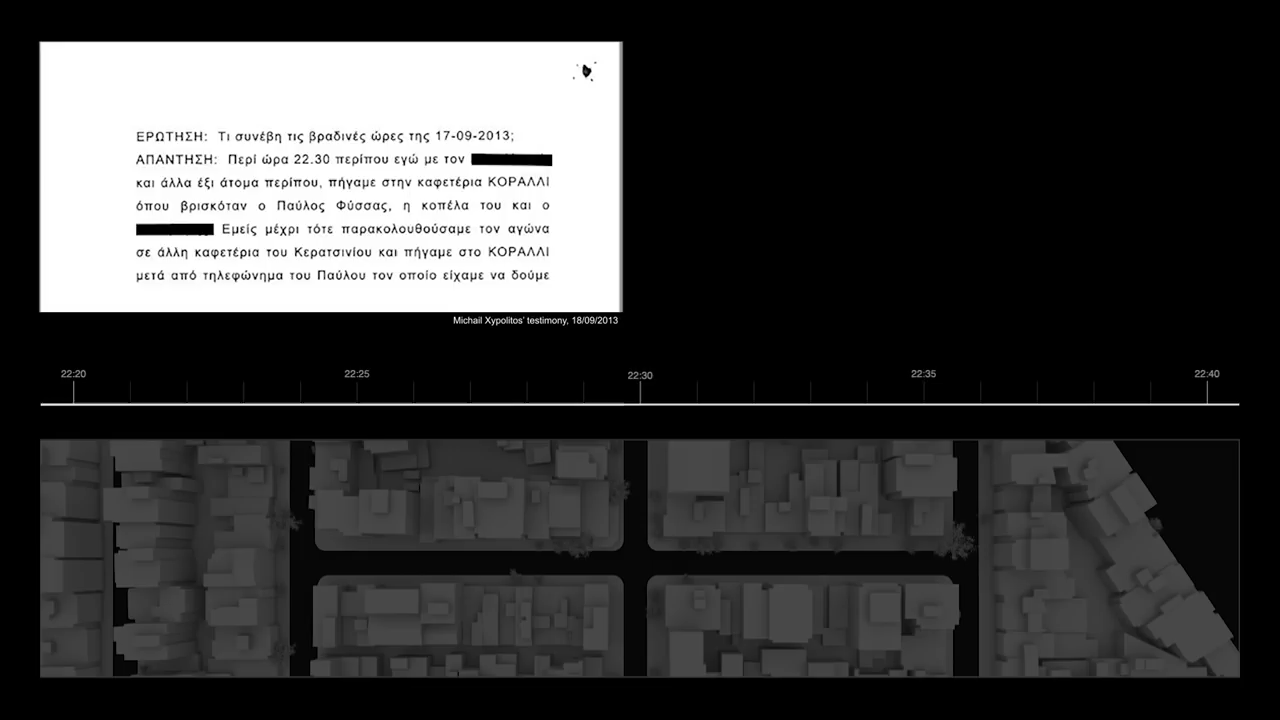 ΕΡΩΤΗΣΗ: Τι συνέβη τις βραδινές ώρες της 17-09-2013;
ΑΠΑΝΤΗΣΗ: Περί ώρα 22.30 περίπου εγώ με τον
και άλλα έξι άτομα περίπου, πήγαμε στην καφετέρια ΚΟΡΑΛΛΙ
όπου βρισκόταν ο Παύλος Φύσσας, η κοπέλα του και ο
Εμείς μέχρι τότε παρακολουθούσαμε τον αγώνα
σε άλλη καφετέρια του Κερατσινίου και πήγαμε στο ΚΟΡΑΛΛΙ
μετά από τηλεφώνημα του Παύλου τον οποίο είχαμε να δούμε
Michail Xypolitos' testimony, 18/09/2013
22:20
22:25
22:30
22:35
22:40